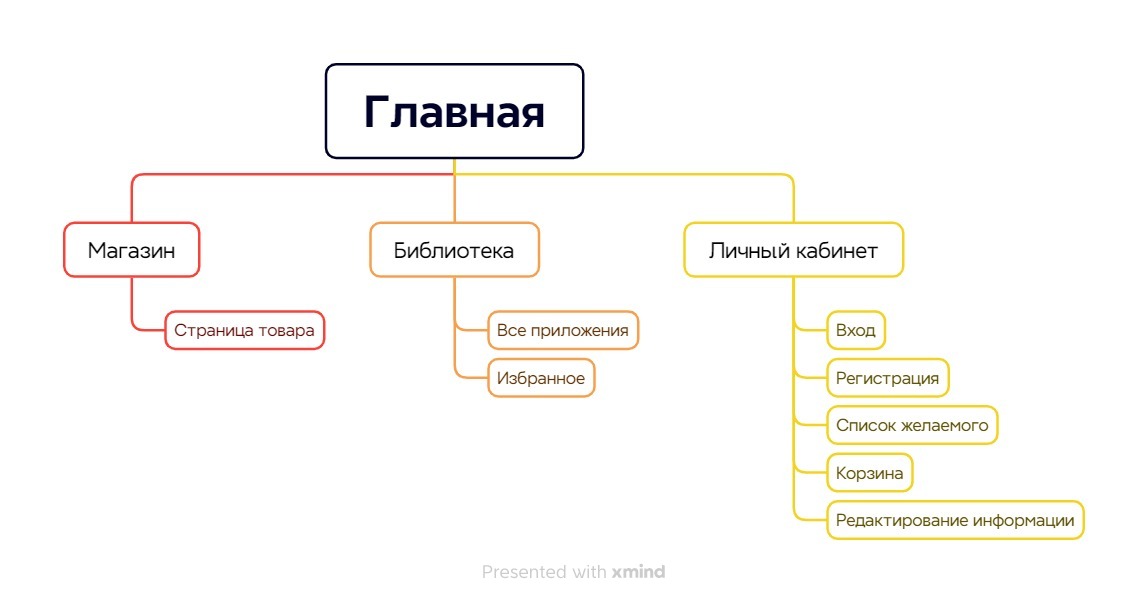 Главная
Магазин
Библиотека
Личный кабинет
Страница товара
Все приложения
Избранное
Вход
Регистрация
Список желаемого
Корзина
Редактирование информации
Presented with xmind